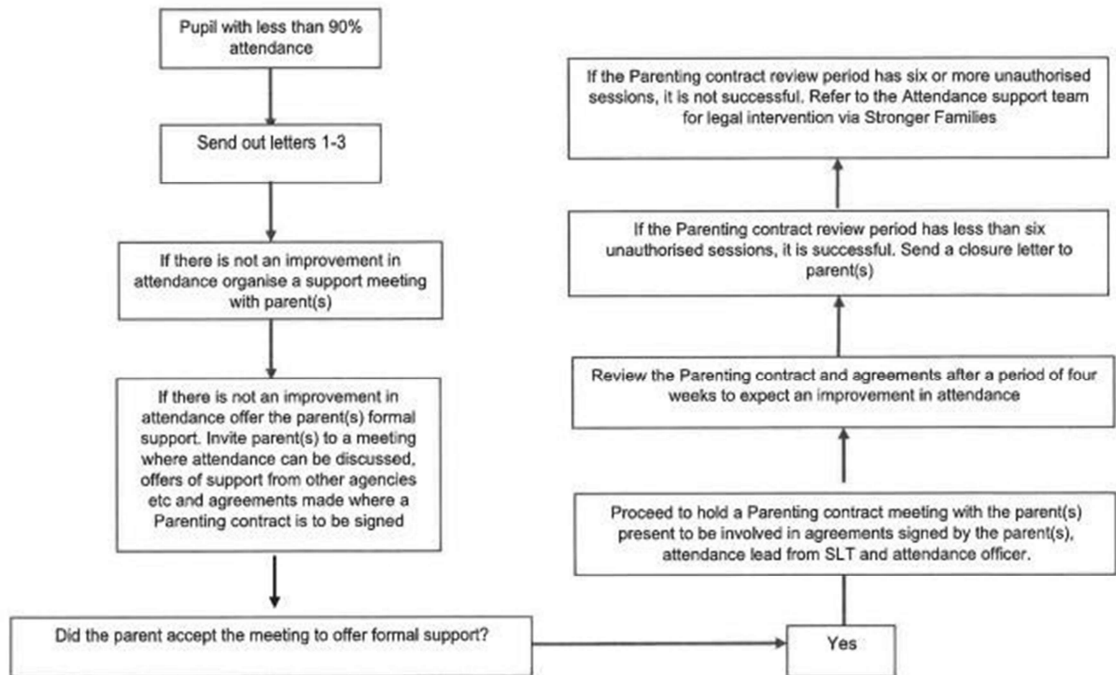 Pupil with less than 90%
attendance
Send out letters 1-3
If there is not an improvement in
attendance organise a support meeting
with parent(s)
If there is not an improvement in
attendance offer the parent(s) formal
support. Invite parent(s) to a meeting
where attendance can be discussed,
offers of support from other agencies
etc and agreements made where a
Parenting contract is to be signed
Did the parent accept the meeting to offer formal support?
Yes
Proceed to hold a Parenting contract meeting with the parent(s)
present to be involved in agreements signed by the parent(s),
attendance lead from SLT and attendance officer.
Review the Parenting contract and agreements after a period of four
weeks to expect an improvement in attendance
If the Parenting contract review period has less than six
unauthorised sessions, it is successful. Send a closure letter to
parent(s)
If the Parenting contract review period has six or more unauthorised
sessions, it is not successful. Refer to the Attendance support team
for legal intervention via Stronger Families